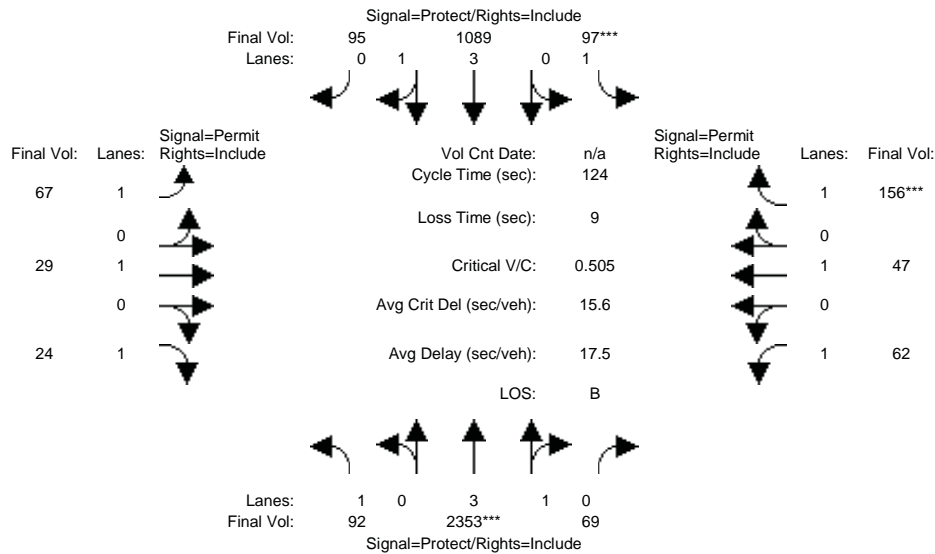 Signal=Protect/Rights=Include
Final Vol: 95 1089 97***
Lanes: 0 1 3 0 1
Signal=Permit Signal=Permit
Final Vol: Lanes: Rights=Include Vol Cnt Date: n/a Rights=Include Lanes: Final Vol:
Cycle Time (sec): 124
67 1 1 156***
Loss Time (sec): 9
0 0
29 1 Critical V/C: 0.505 1 47
0 Avg Crit Del (sec/veh): 15.6 0
24 1 Avg Delay (sec/veh): 17.5 1 62
LOS: B
Lanes: 1 0 3 1 0
Final Vol: 92 2353*** 69
Signal=Protect/Rights=Include